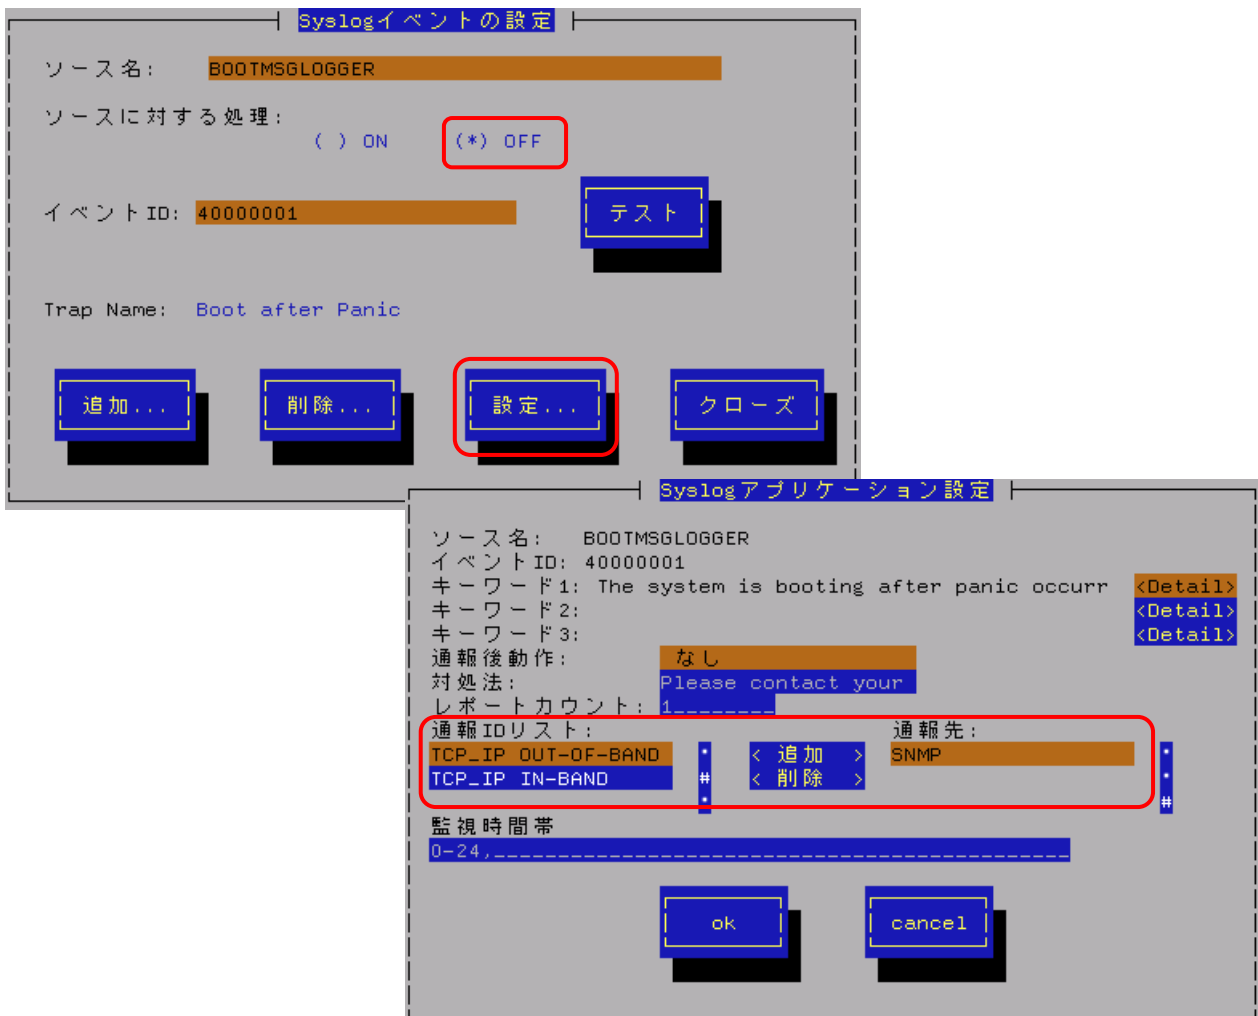 Syslogイベントの設定
ソース名: BOOTMSGLOGGER
ソースに対する処理:
( ) ON (*) OFF
イベントID: 40000001 テスト
Trap Name: Boot after Panic
追加... 削除... 設定... クローズ
Syslogアプリケーション設定
ソース名: BOOTMSGLOGGER
イベントID: 40000001
キーワード1: The system is booting after panic occurr <Detail>
キーワード2: <Detail>
キーワード3: <Detail>
通報後動作: なし
対処法: Please contact your
レポートカウント: 1________
通報IDリスト: 通報先:
TCP_IP OUT-OF-BAND < 追加 > SNMP
TCP_IP IN-BAND # < 削除 >
#
監視時間帯
0-24,_____________________________________________
ok cancel